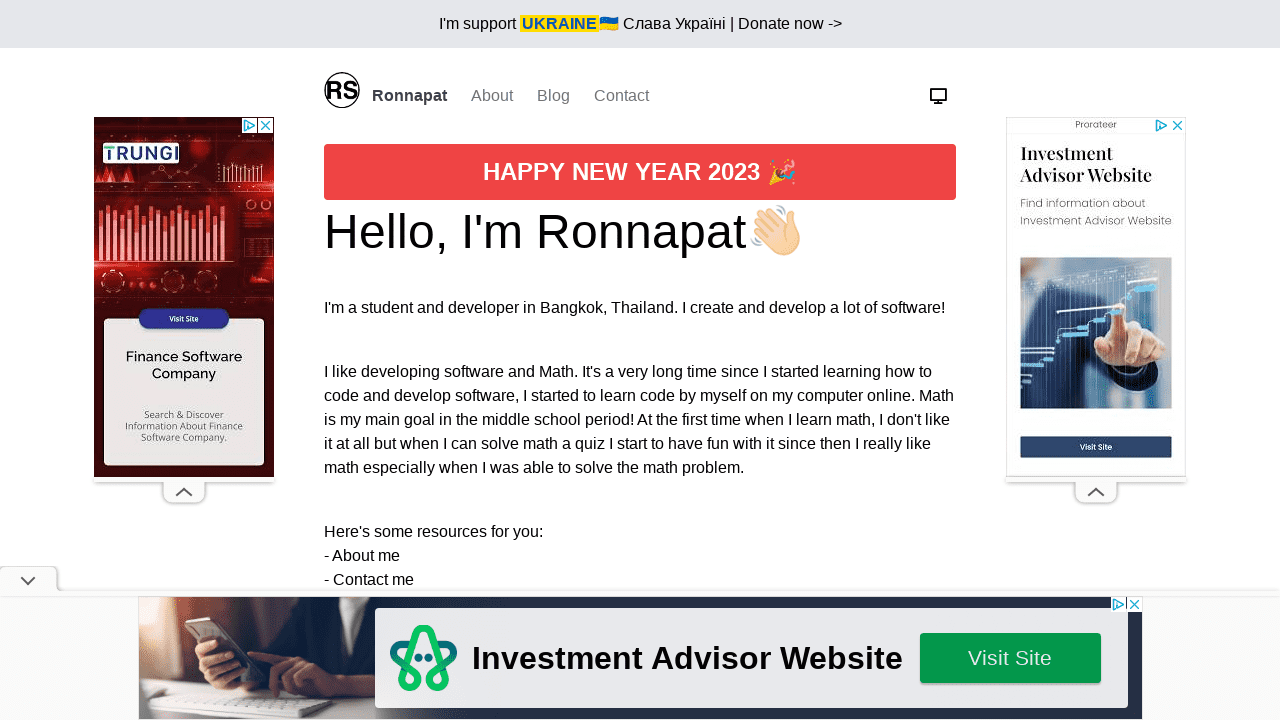 I'm support UKRAINE🇺🇦 Слава Україні | Donate now ->
RS Ronnapat About Blog Contact
TRUNGI
Visit Site
Finance Software
Company
Search & Discover
Information About Finance
Software Company.
HAPPY NEW YEAR 2023 🎉
Hello, I'm Ronnapat👋🏻
I'm a student and developer in Bangkok, Thailand. I create and develop a lot of software!
I like developing software and Math. It's a very long time since I started learning how to
code and develop software, I started to learn code by myself on my computer online. Math
is my main goal in the middle school period! At the first time when I learn math, I don't like
it at all but when I can solve math a quiz I start to have fun with it since then I really like
math especially when I was able to solve the math problem.
Here's some resources for you:
- About me
- Contact me
Prorateer
Investment
Advisor Website
Find information about
Investment Advisor Website
Visit Site
Investment Advisor Website
Visit Site